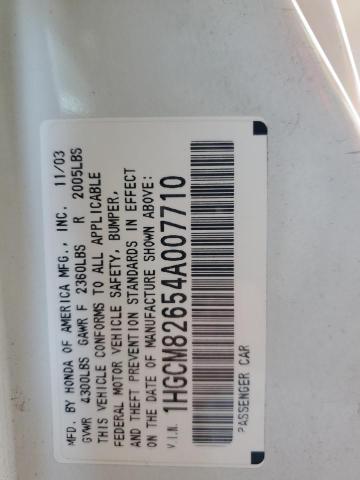 MFD. BY HONDA OF AMERICA MFG., INC. 11/03
GVWR 4300LBS GAWR F 2360LBS R 2005LBS
THIS VEHICLE CONFORMS TO ALL APPLICABLE
FEDERAL MOTOR VEHICLE SAFETY, BUMPER,
AND THEFT PREVENTION STANDARDS IN EFFECT
ON THE DATE OF MANUFACTURE SHOWN ABOVE:
V.I.N. 1HGCM82654A007710
PASSENGER CAR